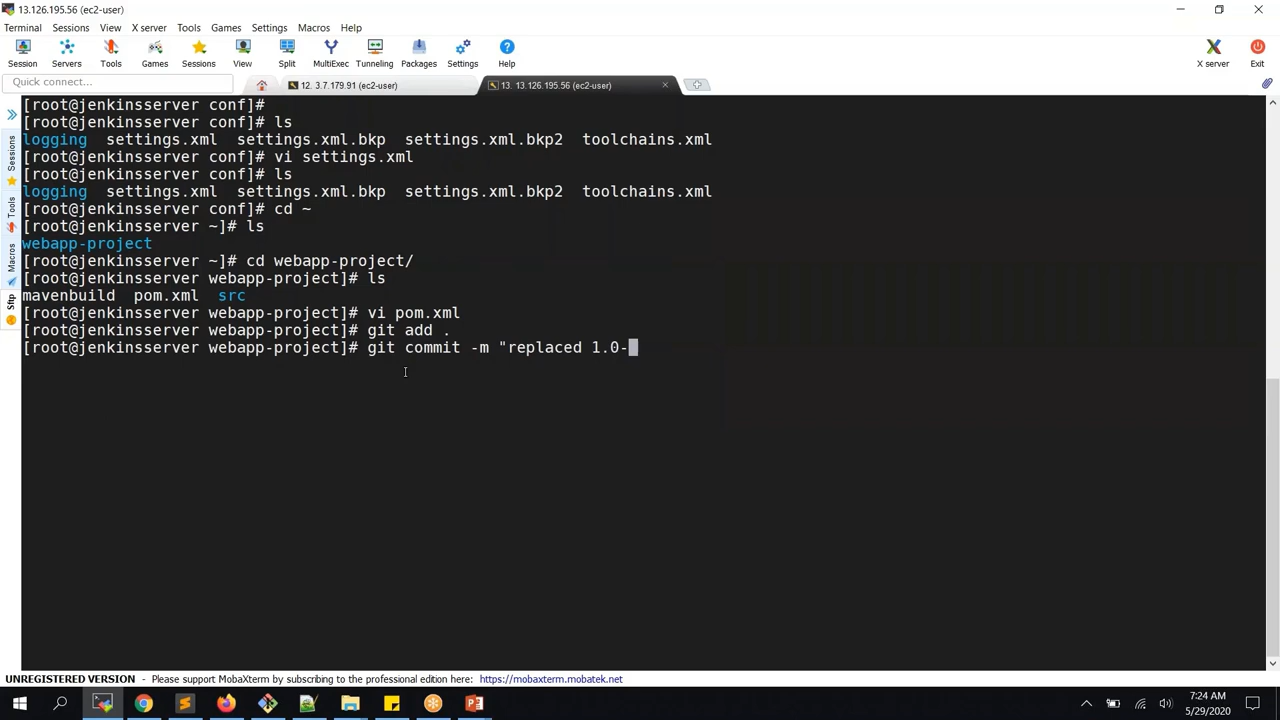 13.126.195.56 (ec2-user)
Terminal Sessions View X server Tools Games Settings Macros Help
Session Servers Tools Games Sessions View Split MultiExec Tunneling Packages Settings Help X server Exit
Quick connect... 12. 3.7.179.91 (ec2-user) 13. 13.126.195.56 (ec2-user)
Sessions
Tools
Macros
Sftp
[root@jenkinsserver conf]#
[root@jenkinsserver conf]# ls
logging settings.xml settings.xml.bkp settings.xml.bkp2 toolchains.xml
[root@jenkinsserver conf]# vi settings.xml
[root@jenkinsserver conf]# ls
logging settings.xml settings.xml.bkp settings.xml.bkp2 toolchains.xml
[root@jenkinsserver conf]# cd ~
[root@jenkinsserver ~]# ls
webapp-project
[root@jenkinsserver ~]# cd webapp-project/
[root@jenkinsserver webapp-project]# ls
mavenbuild pom.xml src
[root@jenkinsserver webapp-project]# vi pom.xml
[root@jenkinsserver webapp-project]# git add .
[root@jenkinsserver webapp-project]# git commit -m "replaced 1.0-
UNREGISTERED VERSION - Please support MobaXterm by subscribing to the professional edition here: https://mobaxterm.mobatek.net
7:24 AM
5/29/2020